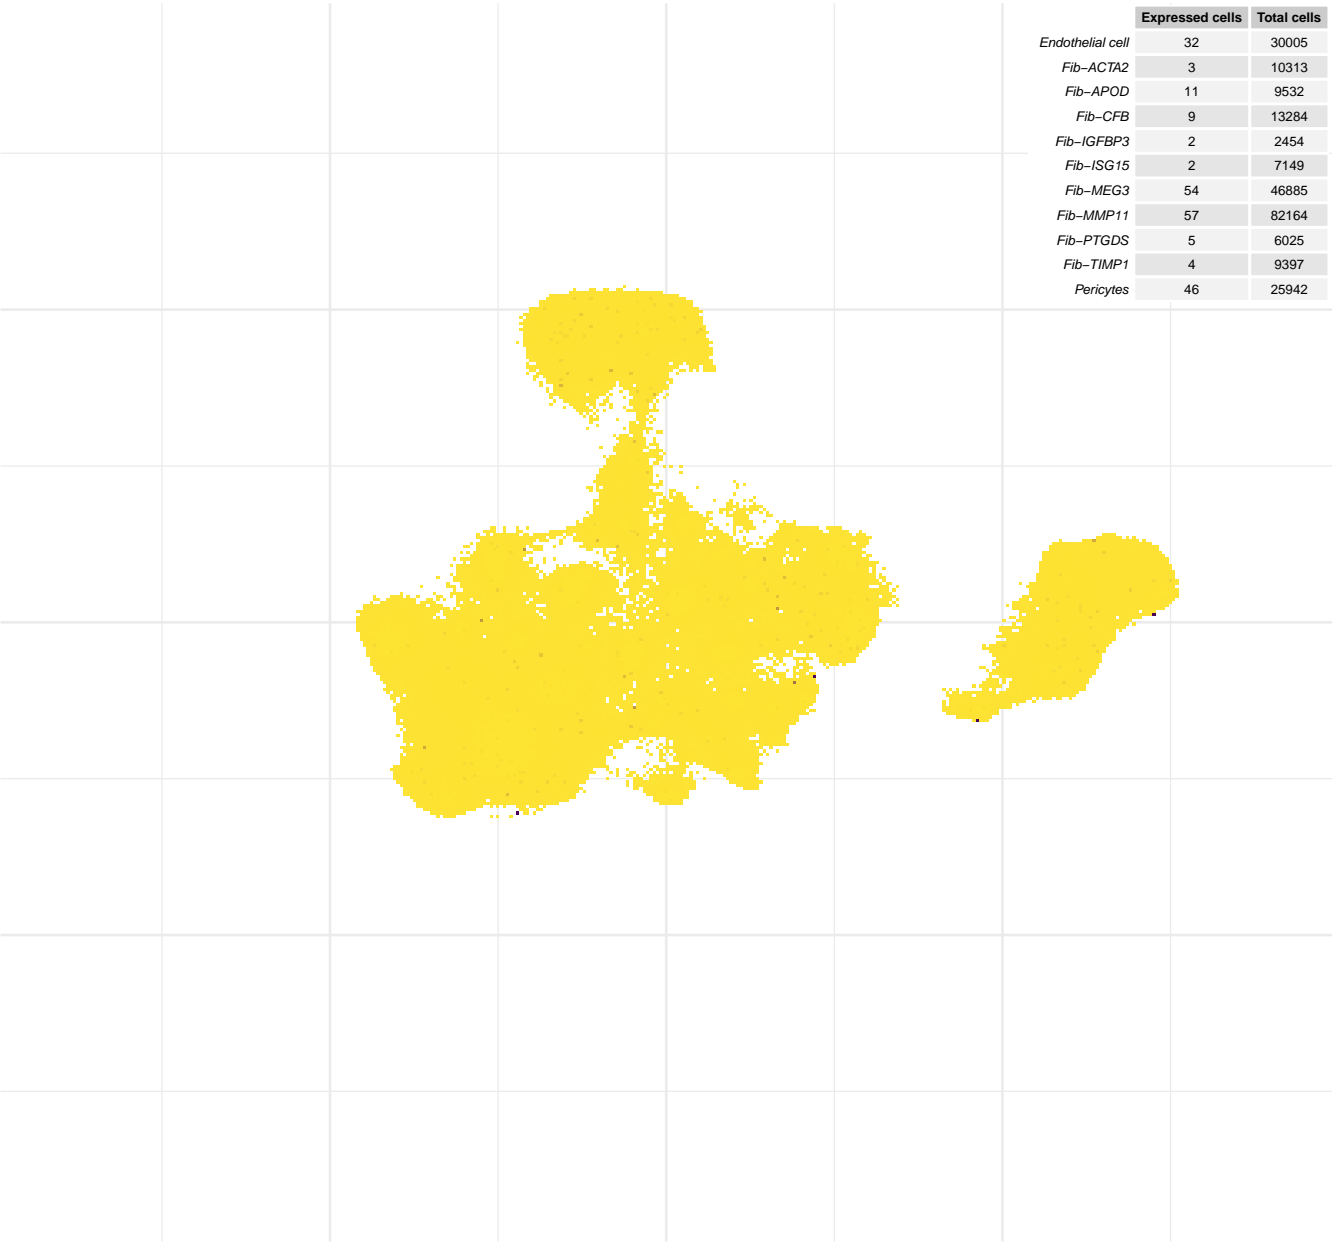 Expressed cells Total cells
Endothelial cell 32 30005
Fib−ACTA2 3 10313
Fib−APOD 11 9532
Fib−CFB 9 13284
Fib−IGFBP3 2 2454
Fib−ISG15 2 7149
Fib−MEG3 54 46885
Fib−MMP11 57 82164
Fib−PTGDS 5 6025
Fib−TIMP1 4 9397
Pericytes 46 25942